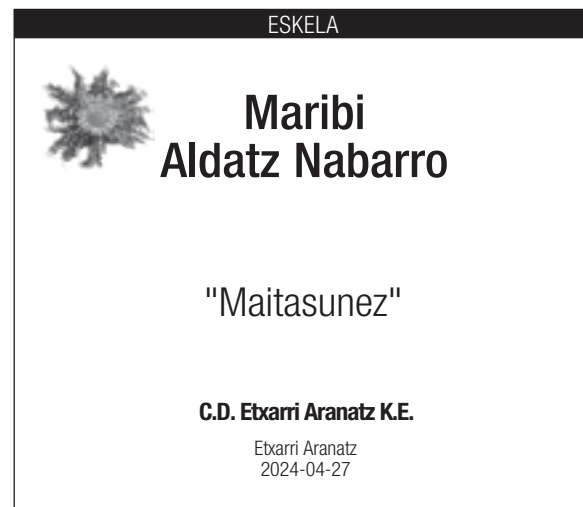 ESKELA
Maribi
Aldatz Nabarro
"Maitasunez"
C.D. Etxarri Aranatz K.E.
Etxarri Aranatz
2024-04-27